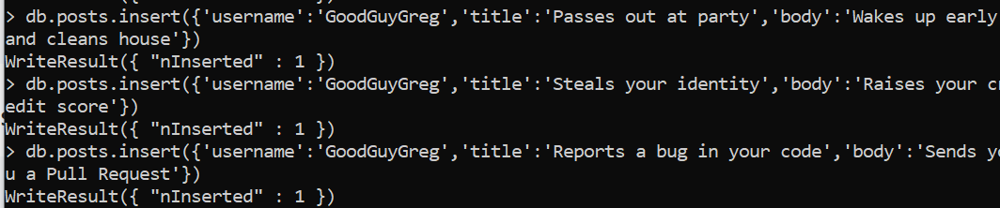 > db.posts.insert({'username':'GoodGuyGreg','title':'Passes out at party','body':'Wakes up early
and cleans house'})
WriteResult({ "nInserted" : 1 })
> db.posts.insert({'username':'GoodGuyGreg','title':'Steals your identity','body':'Raises your cr
edit score'})
WriteResult({ "nInserted" : 1 })
> db.posts.insert({'username':'GoodGuyGreg','title':'Reports a bug in your code','body':'Sends yo
u a Pull Request'})
WriteResult({ "nInserted" : 1 })